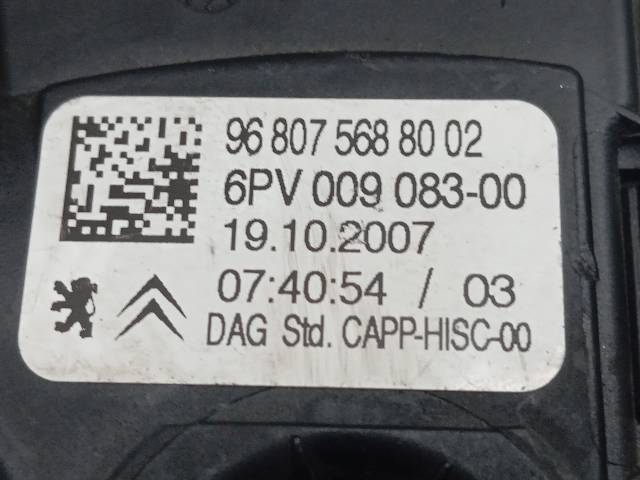 96 807 568 80 02
6PV 009 083-00
19.10.2007
07:40:54 / 03
DAG Std. CAPP-HISC-00